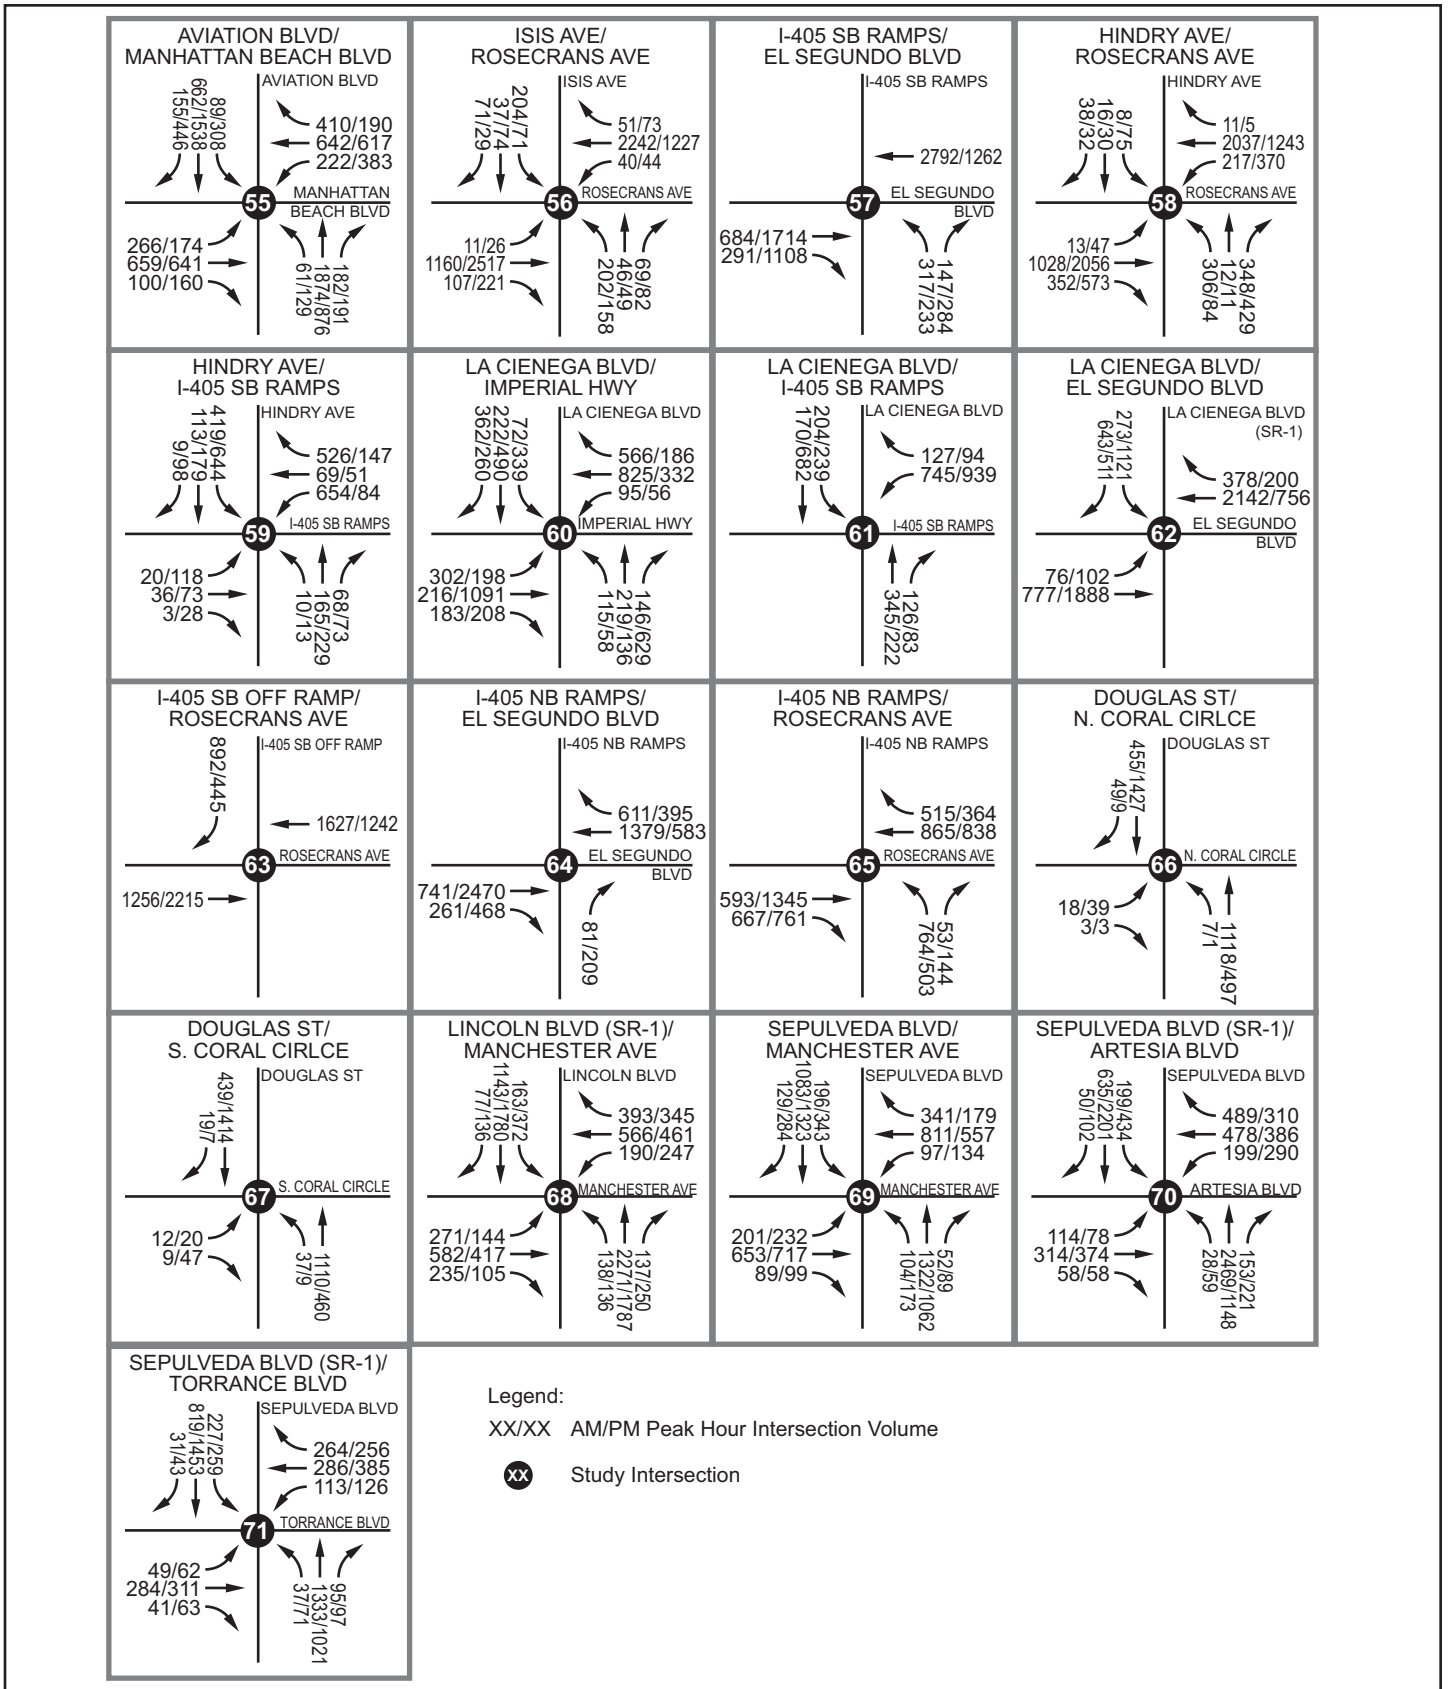 AVIATION BLVD/
MANHATTAN BEACH BLVD
AVIATION BLVD
155/446
662/1538
89/308
410/190
642/617
222/383
55
MANHATTAN
BEACH BLVD
266/174
659/641
100/160
61/129
1874/876
182/191
ISIS AVE/
ROSECRANS AVE
ISIS AVE
71/29
37/74
204/71
51/73
2242/1227
40/44
56
ROSECRANS AVE
11/26
1160/2517
107/221
202/158
46/49
69/82
I-405 SB RAMPS/
EL SEGUNDO BLVD
I-405 SB RAMPS
2792/1262
57
EL SEGUNDO
BLVD
684/1714
291/1108
317/233
147/284
HINDRY AVE/
ROSECRANS AVE
HINDRY AVE
38/32
16/30
8/75
11/5
2037/1243
217/370
58
ROSECRANS AVE
13/47
1028/2056
352/573
306/84
12/11
348/429
HINDRY AVE/
I-405 SB RAMPS
HINDRY AVE
9/98
113/179
419/644
526/147
69/51
654/84
59
I-405 SB RAMPS
20/118
36/73
3/28
10/13
165/229
68/73
LA CIENEGA BLVD/
IMPERIAL HWY
LA CIENEGA BLVD
362/260
222/490
72/339
566/186
825/332
95/56
60
IMPERIAL HWY
302/198
216/1091
183/208
115/58
219/136
146/629
LA CIENEGA BLVD/
I-405 SB RAMPS
LA CIENEGA BLVD
170/682
204/239
127/94
745/939
61
I-405 SB RAMPS
345/222
126/83
LA CIENEGA BLVD/
EL SEGUNDO BLVD
LA CIENEGA BLVD
(SR-1)
643/511
273/1121
378/200
2142/756
62
EL SEGUNDO
BLVD
76/102
777/1888
I-405 SB OFF RAMP/
ROSECRANS AVE
I-405 SB OFF RAMP
892/445
1627/1242
63
ROSECRANS AVE
1256/2215
I-405 NB RAMPS/
EL SEGUNDO BLVD
I-405 NB RAMPS
611/395
1379/583
64
EL SEGUNDO
BLVD
741/2470
261/468
81/209
I-405 NB RAMPS/
ROSECRANS AVE
I-405 NB RAMPS
515/364
865/838
65
ROSECRANS AVE
593/1345
667/761
764/503
53/144
DOUGLAS ST/
N. CORAL CIRLCE
DOUGLAS ST
49/9
455/1427
66
N. CORAL CIRCLE
18/39
3/3
7/1
1118/497
DOUGLAS ST/
S. CORAL CIRLCE
DOUGLAS ST
19/7
439/1414
67
S. CORAL CIRCLE
12/20
9/47
37/9
1110/460
LINCOLN BLVD (SR-1)/
MANCHESTER AVE
LINCOLN BLVD
77/136
1143/1780
163/372
393/345
566/461
190/247
68
MANCHESTER AVE
271/144
582/417
235/105
138/136
2271/1787
137/250
SEPULVEDA BLVD/
MANCHESTER AVE
SEPULVEDA BLVD
129/284
1083/1323
196/343
341/179
811/557
97/134
69
MANCHESTER AVE
201/232
653/717
89/99
104/173
1322/1062
52/89
SEPULVEDA BLVD (SR-1)/
ARTESIA BLVD
SEPULVEDA BLVD
50/102
635/2201
199/434
489/310
478/386
199/290
70
ARTESIA BLVD
114/78
314/374
58/58
28/59
2469/1148
153/221
SEPULVEDA BLVD (SR-1)/
TORRANCE BLVD
SEPULVEDA BLVD
31/43
819/1453
227/259
264/256
286/385
113/126
71
TORRANCE BLVD
49/62
284/311
41/63
37/71
1333/1021
95/97
Legend:
XX/XX AM/PM Peak Hour Intersection Volume
XX Study Intersection